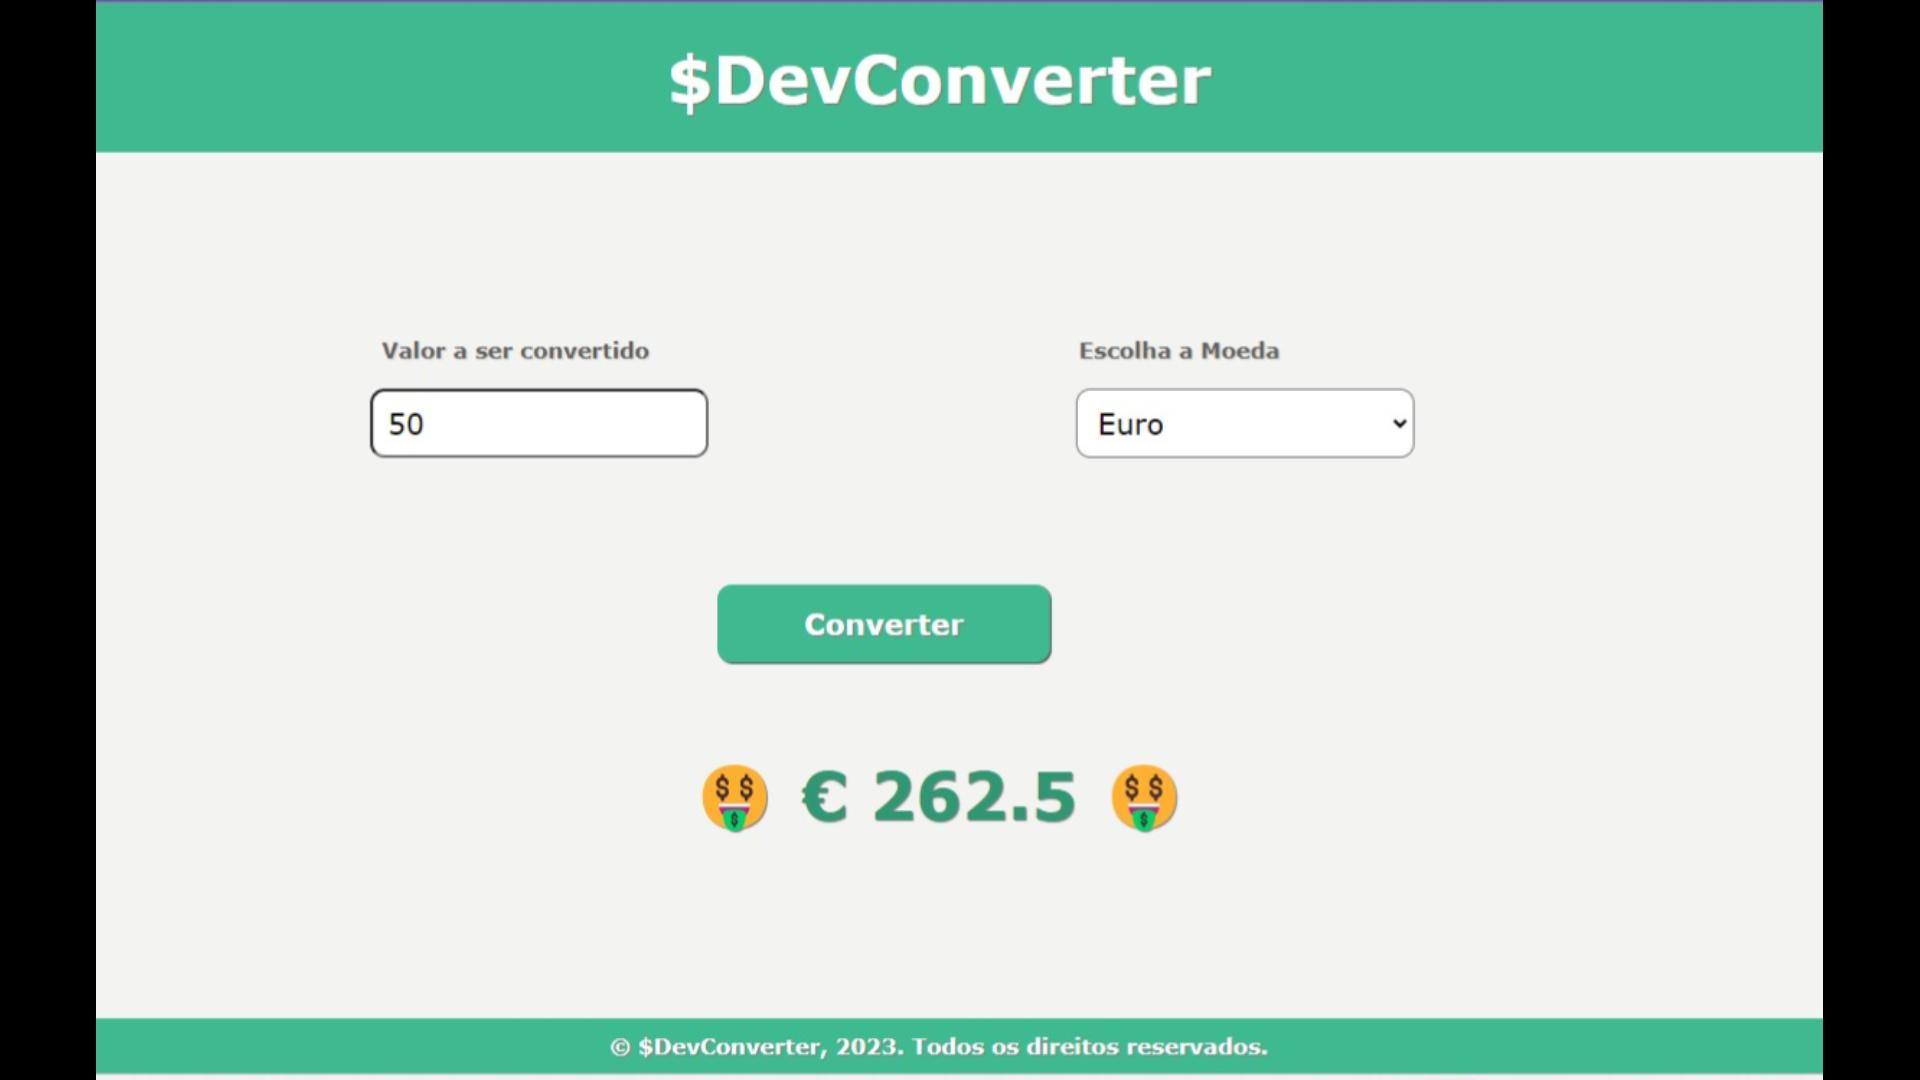 $DevConverter
Valor a ser convertido
Escolha a Moeda
50
Euro
Converter
€ 262.5
© $DevConverter, 2023. Todos os direitos reservados.